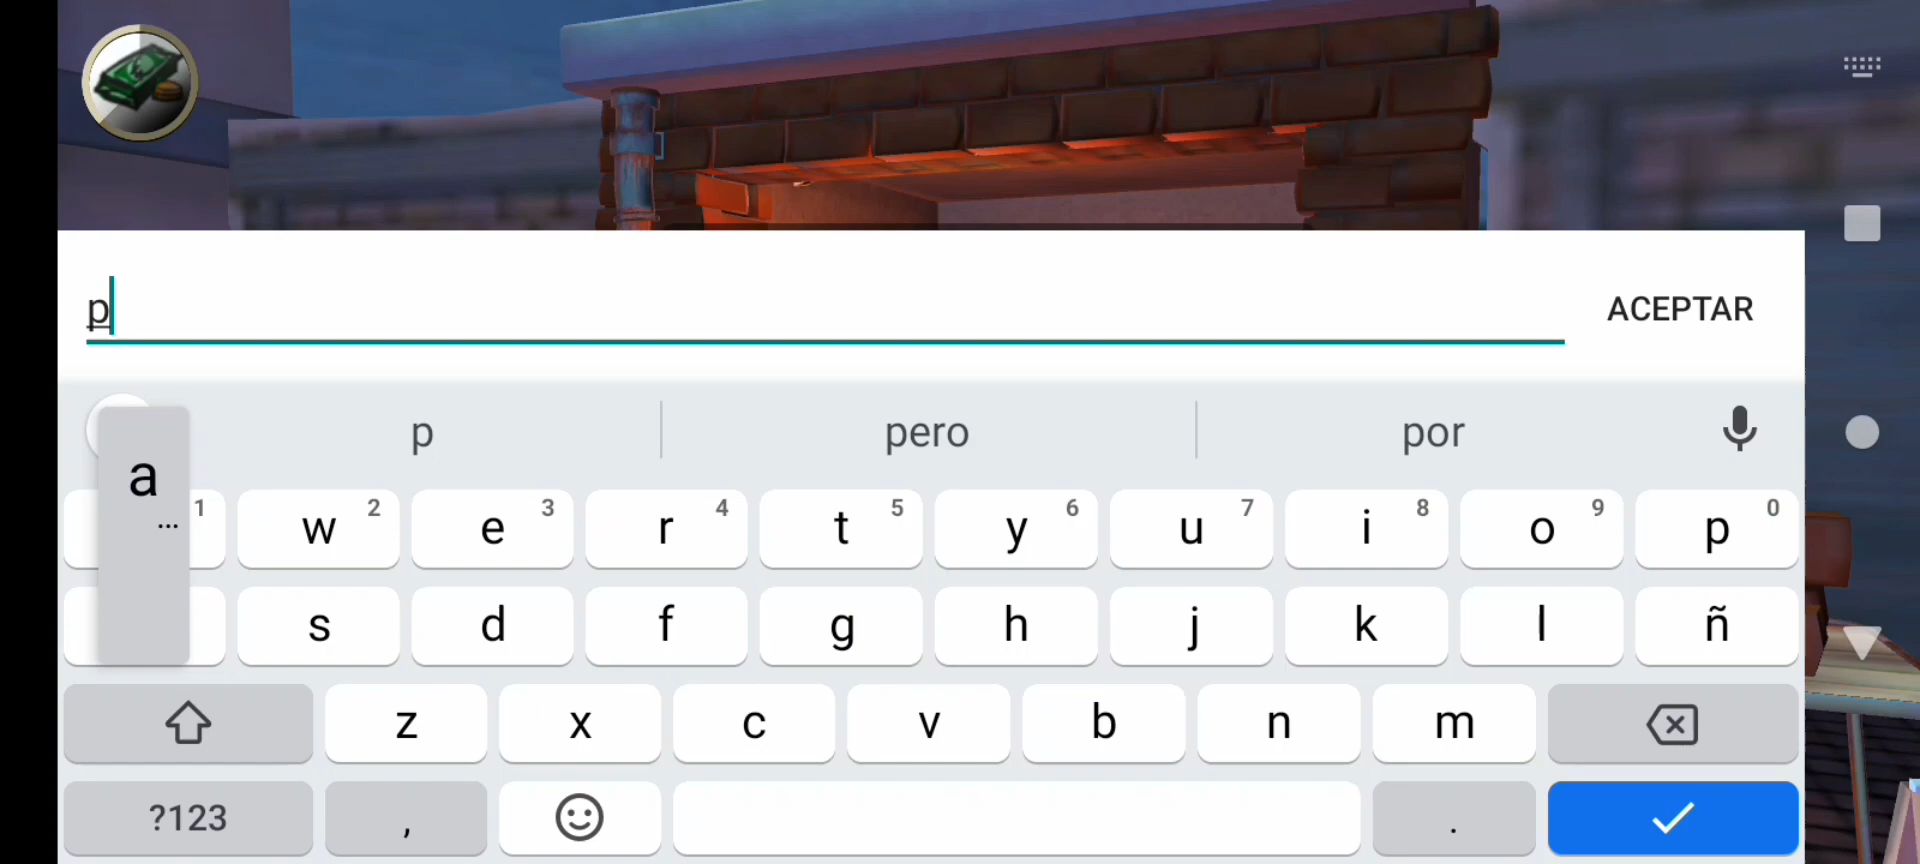 p
ACEPTAR
p pero por
a ...
1 w 2 e 3 r 4 t 5 y 6 u 7 i 8 o 9 p 0
s d f g h j k l ñ
z x c v b n m
?123 , .